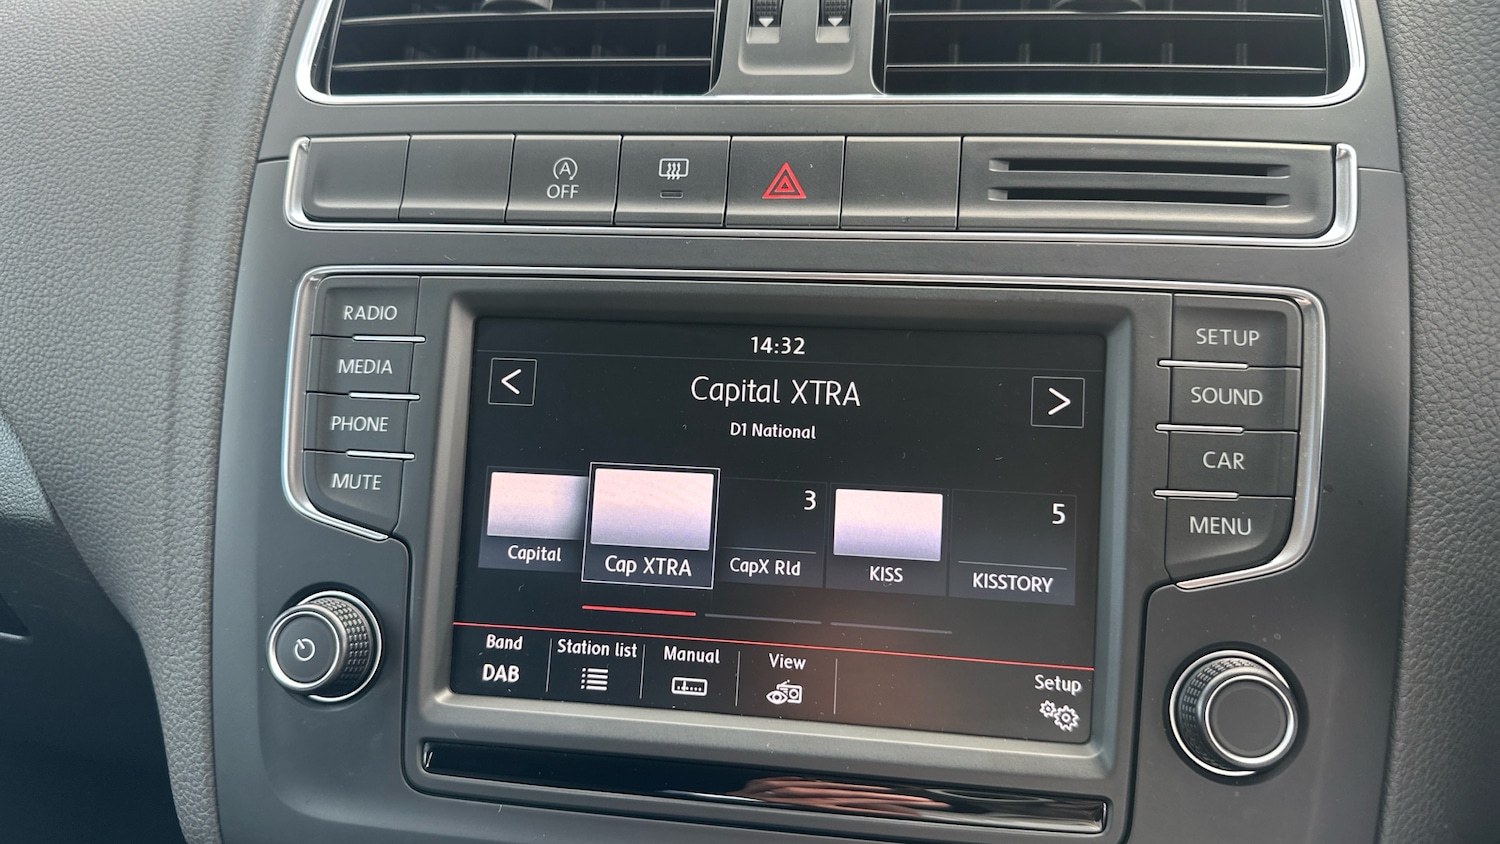 A
OFF
RADIO
MEDIA
PHONE
MUTE
14:32
<
Capital XTRA
>
D1 National
Capital
Cap XTRA
3
CapX Rld
KISS
5
KISSTORY
Band
DAB
Station list
Manual
View
Setup
SETUP
SOUND
CAR
MENU